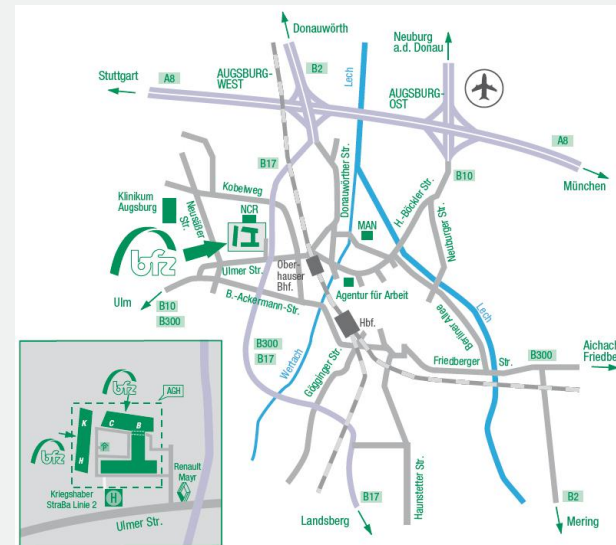 Donauwörth
Neuburg
a.d. Donau
B2
Stuttgart
A8
AUGSBURG-
WEST
Lech
AUGSBURG-
OST
A8
München
B17
B10
Klinikum
Augsburg
Neusäßer
Str.
Kobelweg
NCR
Donauwörther Str.
MAN
H.-Böckler Str.
Neuburger Str.
bfz
Ulmer Str.
Ober-
hauser
Bhf.
Agentur für Arbeit
Ulm
B10
B300
B.-Ackermann-Str.
Hbf.
Berliner Allee
Lech
B300
B17
Wertach
Gögginger Str.
Friedberger
Str.
B300
Aichach
Friedbe
Haunstetter Str.
B17
Landsberg
B2
Mering
bfz
AGH
K
C
B
bfz
P
H
Kriegshaber
StraBa Linie 2
H
Renault
Mayr
Ulmer Str.